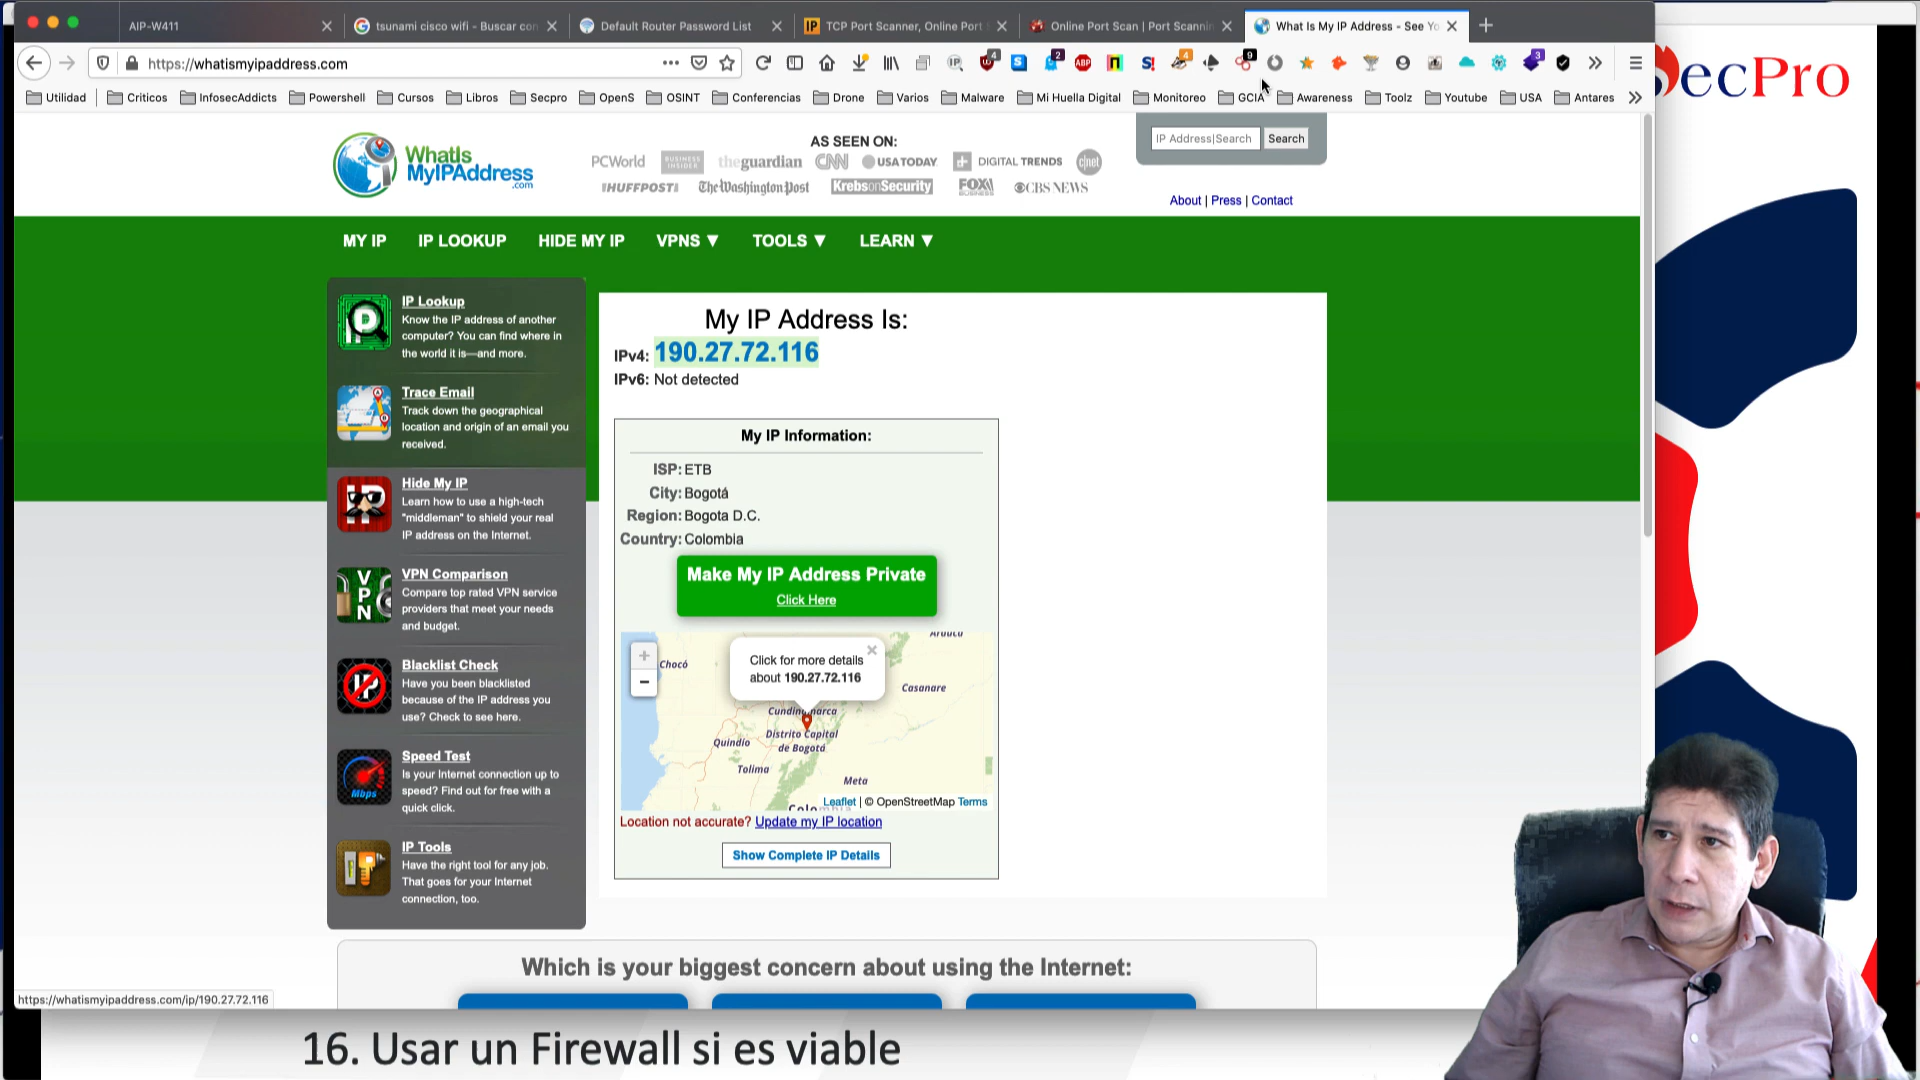 AIP-W411
tsunami cisco wifi - Buscar con
Default Router Password List
TCP Port Scanner, Online Port
Online Port Scan | Port Scannin
What Is My IP Address - See Yo
https://whatismyipaddress.com
Utilidad
Criticos
InfosecAddicts
Powershell
Cursos
Libros
Secpro
OpenS
OSINT
Conferencias
Drone
Varios
Malware
Mi Huella Digital
Monitoreo
GCIA
Awareness
Toolz
Youtube
USA
Antares
SecPro
WhatIs
MyIPAddress
.com
AS SEEN ON:
PCWorld
BUSINESS INSIDER
theguardian
CNN
USA TODAY
DIGITAL TRENDS
c|net
HUFFPOST
The Washington Post
KrebsonSecurity
FOX BUSINESS
CBS NEWS
IP Address|Search
Search
About | Press | Contact
MY IP
IP LOOKUP
HIDE MY IP
VPNS ▼
TOOLS ▼
LEARN ▼
IP Lookup
Know the IP address of another
computer? You can find where in
the world it is—and more.
Trace Email
Track down the geographical
location and origin of an email you
received.
Hide My IP
Learn how to use a high-tech
"middleman" to shield your real
IP address on the Internet.
VPN Comparison
Compare top rated VPN service
providers that meet your needs
and budget.
Blacklist Check
Have you been blacklisted
because of the IP address you
use? Check to see here.
Speed Test
Is your Internet connection up to
speed? Find out for free with a
quick click.
IP Tools
Have the right tool for any job.
That goes for your Internet
connection, too.
My IP Address Is:
IPv4: 190.27.72.116
IPv6: Not detected
My IP Information:
ISP: ETB
City: Bogotá
Region: Bogota D.C.
Country: Colombia
Make My IP Address Private
Click Here
Arauca
Chocó
Click for more details
about 190.27.72.116
Casanare
Cundinamarca
Distrito Capital
de Bogotá
Quindío
Tolima
Meta
Colombia
Leaflet | © OpenStreetMap Terms
Location not accurate? Update my IP location
Show Complete IP Details
Which is your biggest concern about using the Internet:
https://whatismyipaddress.com/ip/190.27.72.116
16. Usar un Firewall si es viable